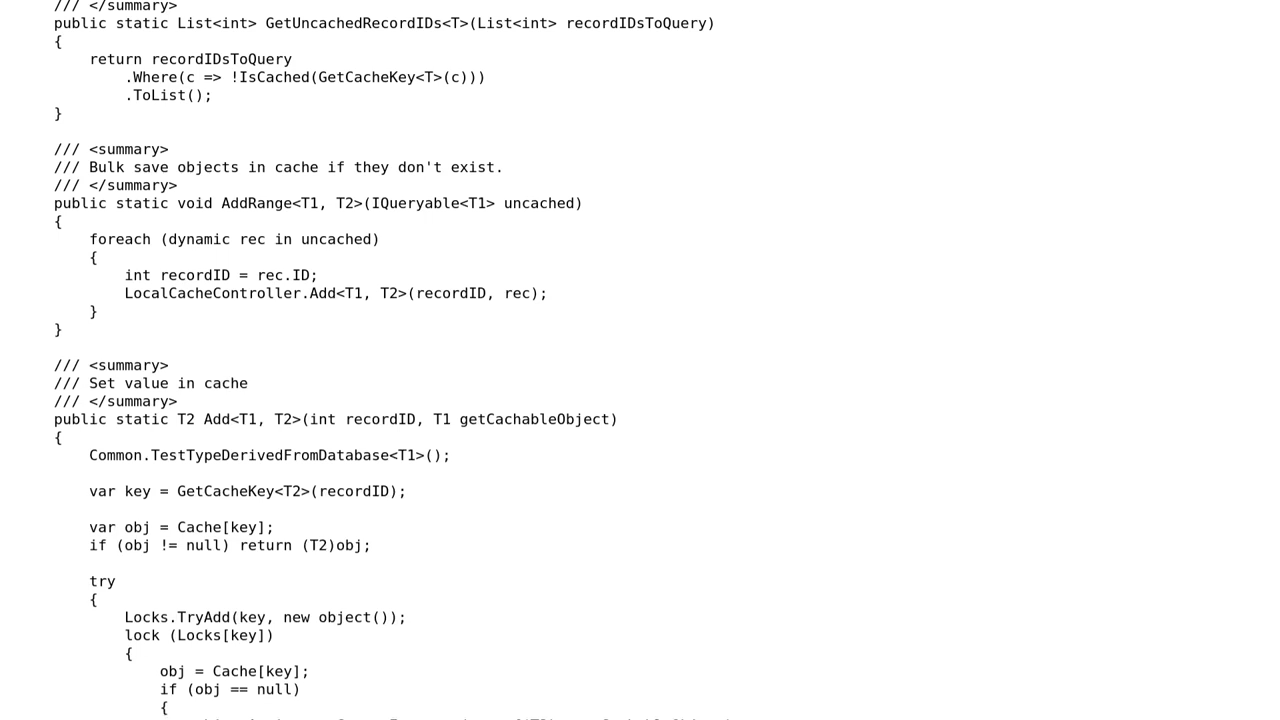 /// </summary>
public static List<int> GetUncachedRecordIDs<T>(List<int> recordIDsToQuery)
{
    return recordIDsToQuery
        .Where(c => !IsCached(GetCacheKey<T>(c)))
        .ToList();
}

/// <summary>
/// Bulk save objects in cache if they don't exist.
/// </summary>
public static void AddRange<T1, T2>(IQueryable<T1> uncached)
{
    foreach (dynamic rec in uncached)
    {
        int recordID = rec.ID;
        LocalCacheController.Add<T1, T2>(recordID, rec);
    }
}

/// <summary>
/// Set value in cache
/// </summary>
public static T2 Add<T1, T2>(int recordID, T1 getCachableObject)
{
    Common.TestTypeDerivedFromDatabase<T1>();

    var key = GetCacheKey<T2>(recordID);

    var obj = Cache[key];
    if (obj != null) return (T2)obj;

    try
    {
        Locks.TryAdd(key, new object());
        lock (Locks[key])
        {
            obj = Cache[key];
            if (obj == null)
            {